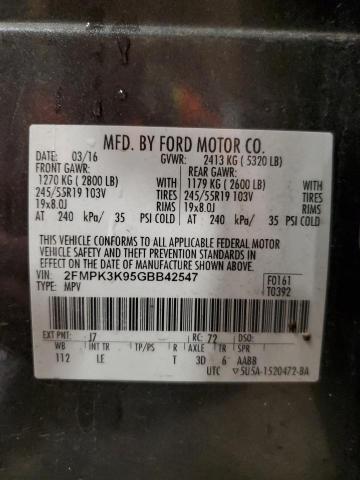 MFD. BY FORD MOTOR CO.
DATE: 03/16 GVWR: 2413 KG ( 5320 LB)
FRONT GAWR: REAR GAWR:
1270 KG ( 2800 LB) WITH 1179 KG ( 2600 LB) WITH
245/55R19 103V TIRES 245/55R19 103V TIRES
19x8.0J RIMS 19x8.0J RIMS
AT 240 kPa/ 35 PSI COLD AT 240 kPa/ 35 PSI COLD
THIS VEHICLE CONFORMS TO ALL APPLICABLE FEDERAL MOTOR
VEHICLE SAFETY AND THEFT PREVENTION STANDARDS IN EFFECT ON THE
DATE OF MANUFACTURE SHOWN ABOVE.
VIN: 2FMPK3K95GBB42547 F0161
TYPE: MPV T0392
EXT PNT: J7 RC: 72 DSO:
WB INT TR TP/PS R AXLE TR SPR
112 LE T 3D 6 AABB
UTC 5U5A-1520472-BA